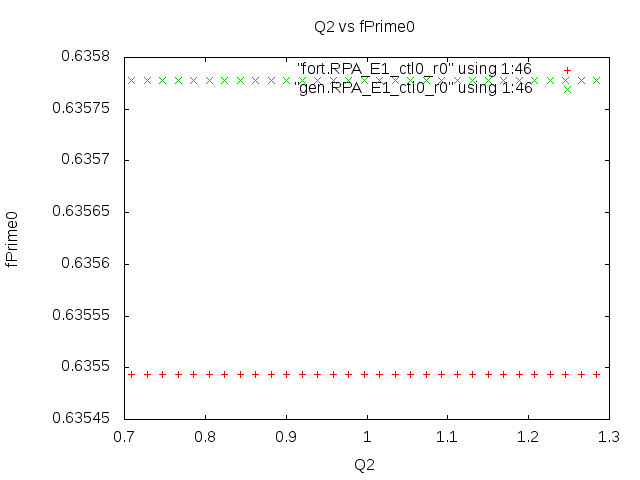 Q2 vs fPrime0
"fort.RPA_E1_ctl0_r0" using 1:46
"gen.RPA_E1_ctl0_r0" using 1:46
0.6358
0.63575
0.6357
0.63565
0.6356
0.63555
0.6355
0.63545
fPrime0
0.7 0.8 0.9 1 1.1 1.2 1.3
Q2